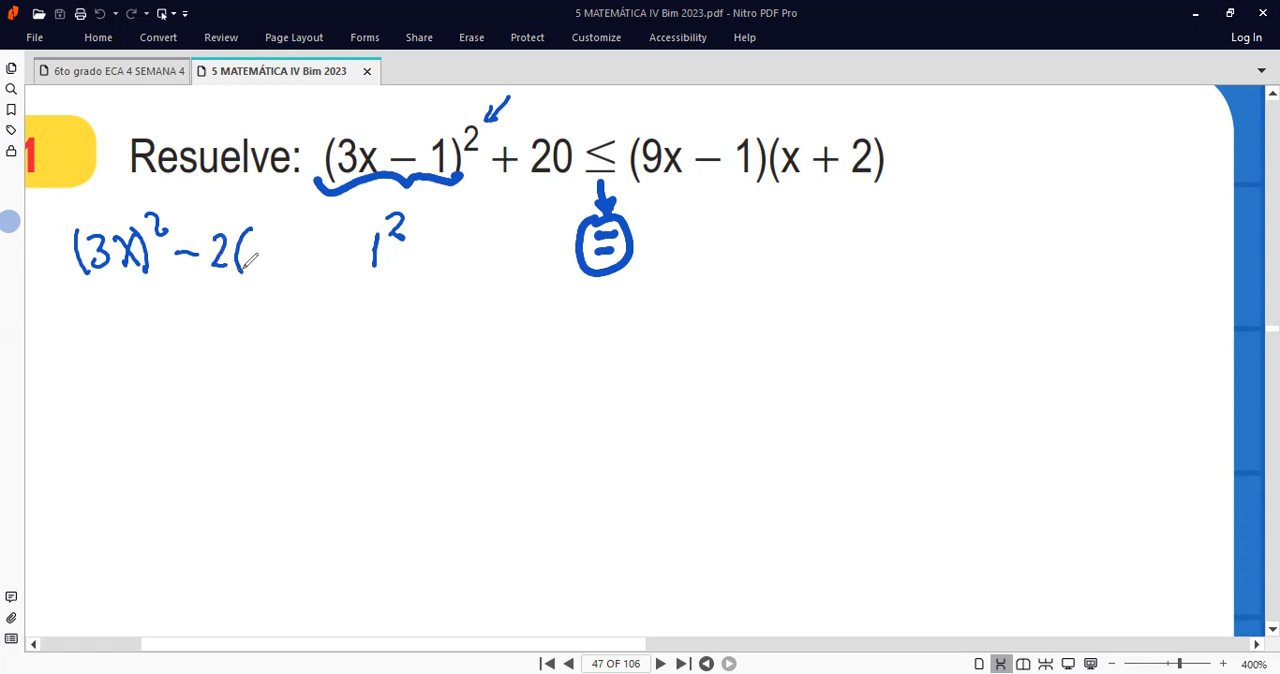 5 MATEMÁTICA IV Bim 2023.pdf - Nitro PDF Pro
File Home Convert Review Page Layout Forms Share Erase Protect Customize Accessibility Help Log In
6to grado ECA 4 SEMANA 4 5 MATEMÁTICA IV Bim 2023
1 Resuelve: (3x − 1)² + 20 ≤ (9x − 1)(x + 2)
(3x)² − 2( 1² =
47 OF 106 400%